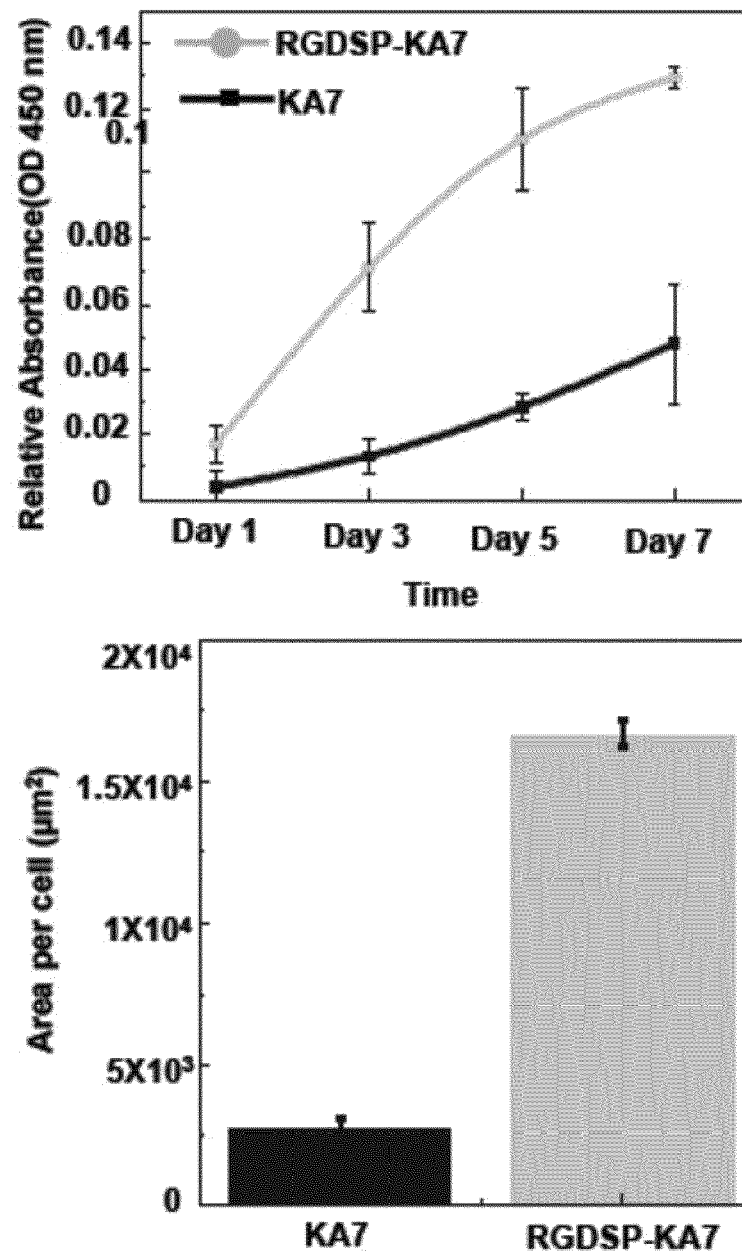 0.14
0.12
0.1
0.08
0.06
0.04
0.02
0
Relative Absorbance(OD 450 nm)
RGDSP-KA7
KA7
Day 1 Day 3 Day 5 Day 7
Time
2X10⁴
1.5X10⁴
1X10⁴
5X10³
0
Area per cell (μm²)
KA7 RGDSP-KA7